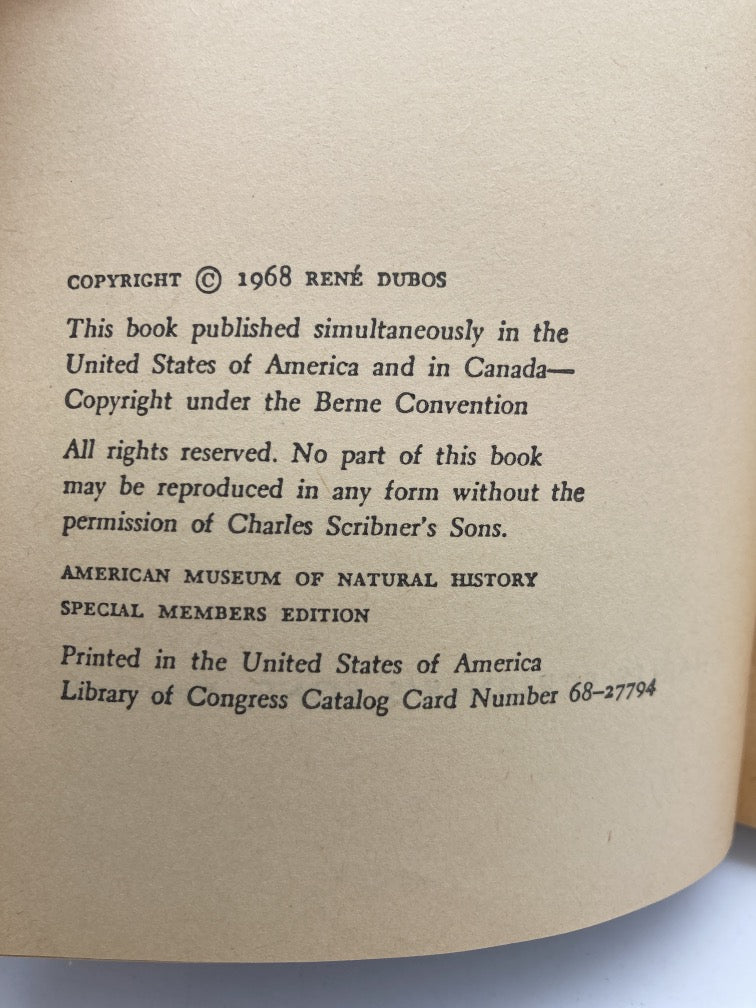 COPYRIGHT © 1968 RENÉ DUBOS
This book published simultaneously in the
United States of America and in Canada—
Copyright under the Berne Convention
All rights reserved. No part of this book
may be reproduced in any form without the
permission of Charles Scribner's Sons.
AMERICAN MUSEUM OF NATURAL HISTORY
SPECIAL MEMBERS EDITION
Printed in the United States of America
Library of Congress Catalog Card Number 68–27794